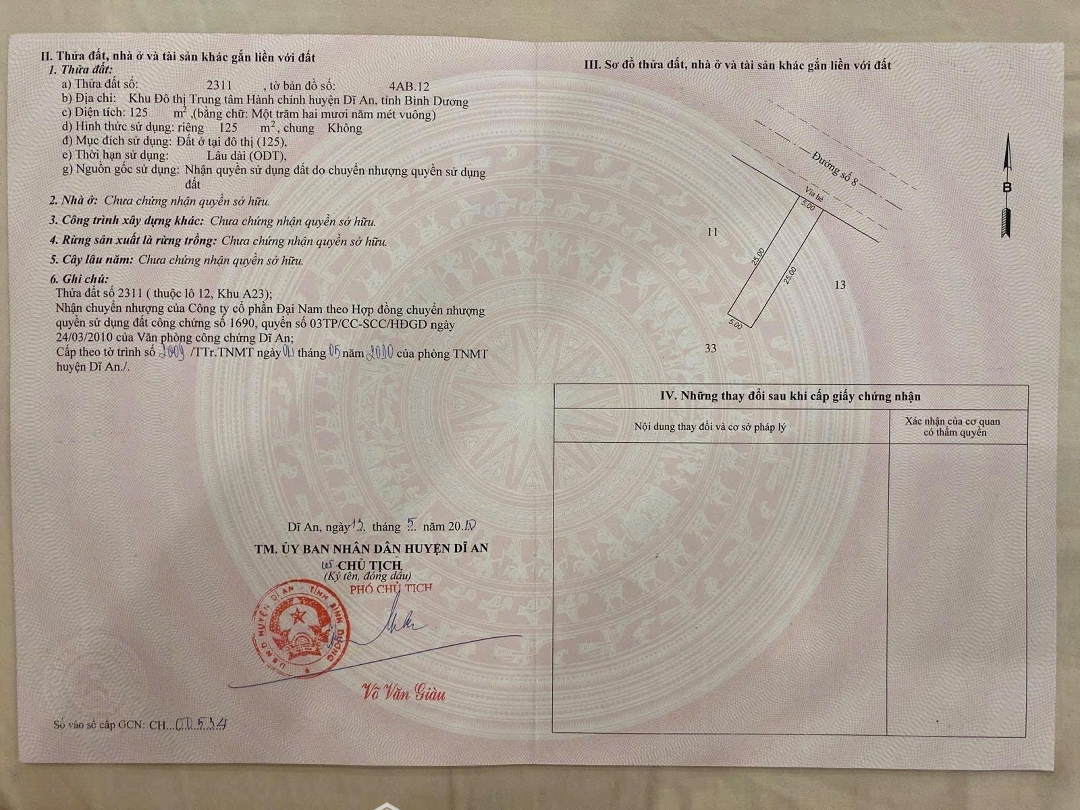 II. Thửa đất, nhà ở và tài sản khác gắn liền với đất
1. Thửa đất:
a) Thửa đất số: 2311 , tờ bản đồ số: 4AB.12
b) Địa chỉ: Khu Đô thị Trung tâm Hành chính huyện Dĩ An, tỉnh Bình Dương
c) Diện tích: 125 m²,(bằng chữ: Một trăm hai mươi năm mét vuông)
d) Hình thức sử dụng: riêng 125 m², chung Không
đ) Mục đích sử dụng: Đất ở tại đô thị (125),
e) Thời hạn sử dụng: Lâu dài (ODT),
g) Nguồn gốc sử dụng: Nhận quyền sử dụng đất do chuyển nhượng quyền sử dụng
đất
2. Nhà ở: Chưa chứng nhận quyền sở hữu.
3. Công trình xây dựng khác: Chưa chứng nhận quyền sở hữu.
4. Rừng sản xuất là rừng trồng: Chưa chứng nhận quyền sở hữu.
5. Cây lâu năm: Chưa chứng nhận quyền sở hữu.
6. Ghi chú:
Thửa đất số 2311 ( thuộc lô 12, Khu A23);
Nhận chuyển nhượng của Công ty cổ phần Đại Nam theo Hợp đồng chuyển nhượng
quyền sử dụng đất công chứng số 1690, quyển số 03TP/CC-SCC/HĐGD ngày
24/03/2010 của Văn phòng công chứng Dĩ An;
Cấp theo tờ trình số /TTr.TNMT ngày tháng 05 năm 2010 của phòng TNMT
huyện Dĩ An./.
Dĩ An, ngày 12. tháng 5. năm 20.10
TM. ỦY BAN NHÂN DÂN HUYỆN DĨ AN
CHỦ TỊCH
(Ký tên, đóng dấu)
PHÓ CHỦ TỊCH
U.B.N.D HUYỆN DĨ AN - TỈNH BÌNH DƯƠNG
Võ Văn Giàu
Số vào sổ cấp GCN: CH...00534
III. Sơ đồ thửa đất, nhà ở và tài sản khác gắn liền với đất
Đường số 8
Vỉa hè
5.00
B
11
25.00
25.00
13
5.00
33
IV. Những thay đổi sau khi cấp giấy chứng nhận
Nội dung thay đổi và cơ sở pháp lý
Xác nhận của cơ quan
có thẩm quyền